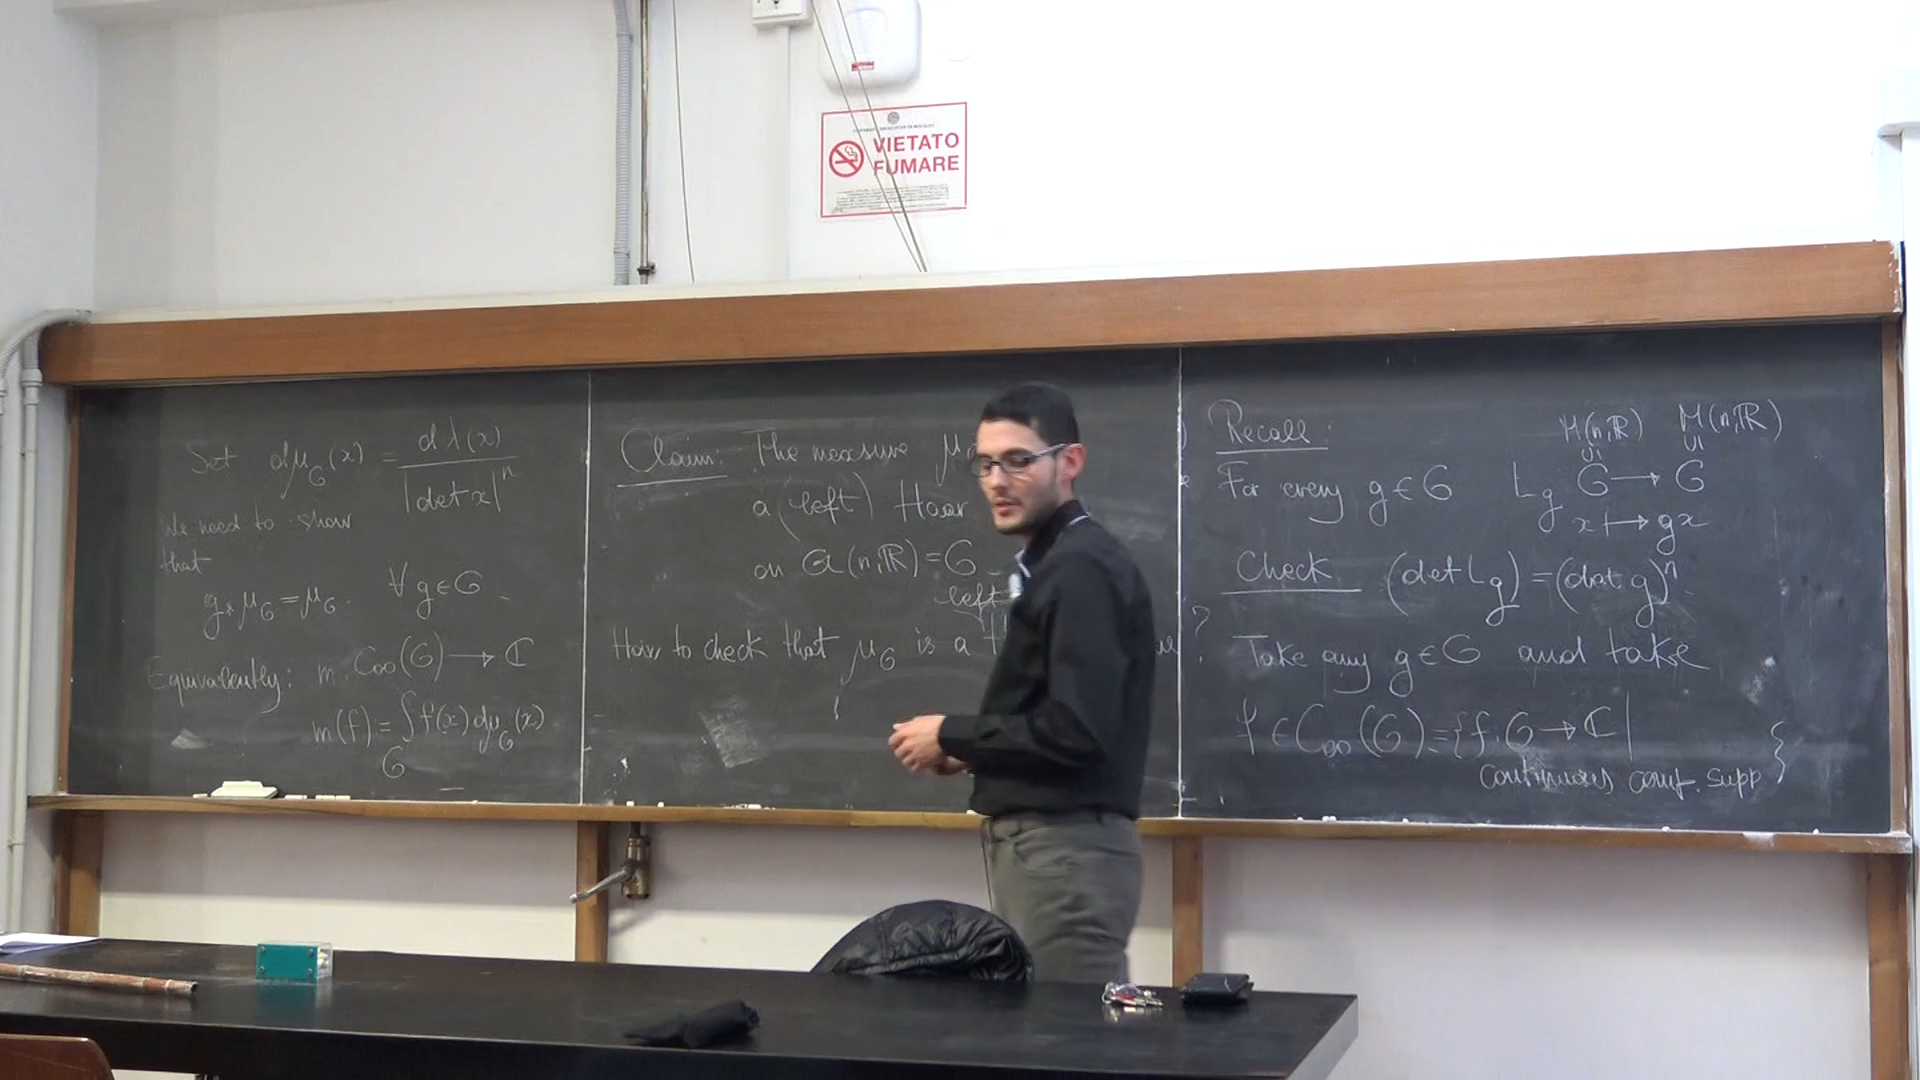 VIETATO
FUMARE
Set dμ_G(x) = dλ(x) / |det x|^n
We need to show
that
g_* μ_G = μ_G . ∀ g ∈ G
Equivalently: m: C_00(G) → ℂ
m(f) = ∫_G f(x) dμ_G(x)
Claim: The measure μ
a (left) Haar
on GL(n,ℝ) = G
left
How to check that μ_G is a
?
Recall:
M(n,ℝ) M(n,ℝ)
∪| ∪|
For every g ∈ G L_g G → G
x ↦ gx
Check (det L_g) = (det g)^n.
Take any g ∈ G and take
f ∈ C_00(G) = {f: G → ℂ |
continuous comp. supp }